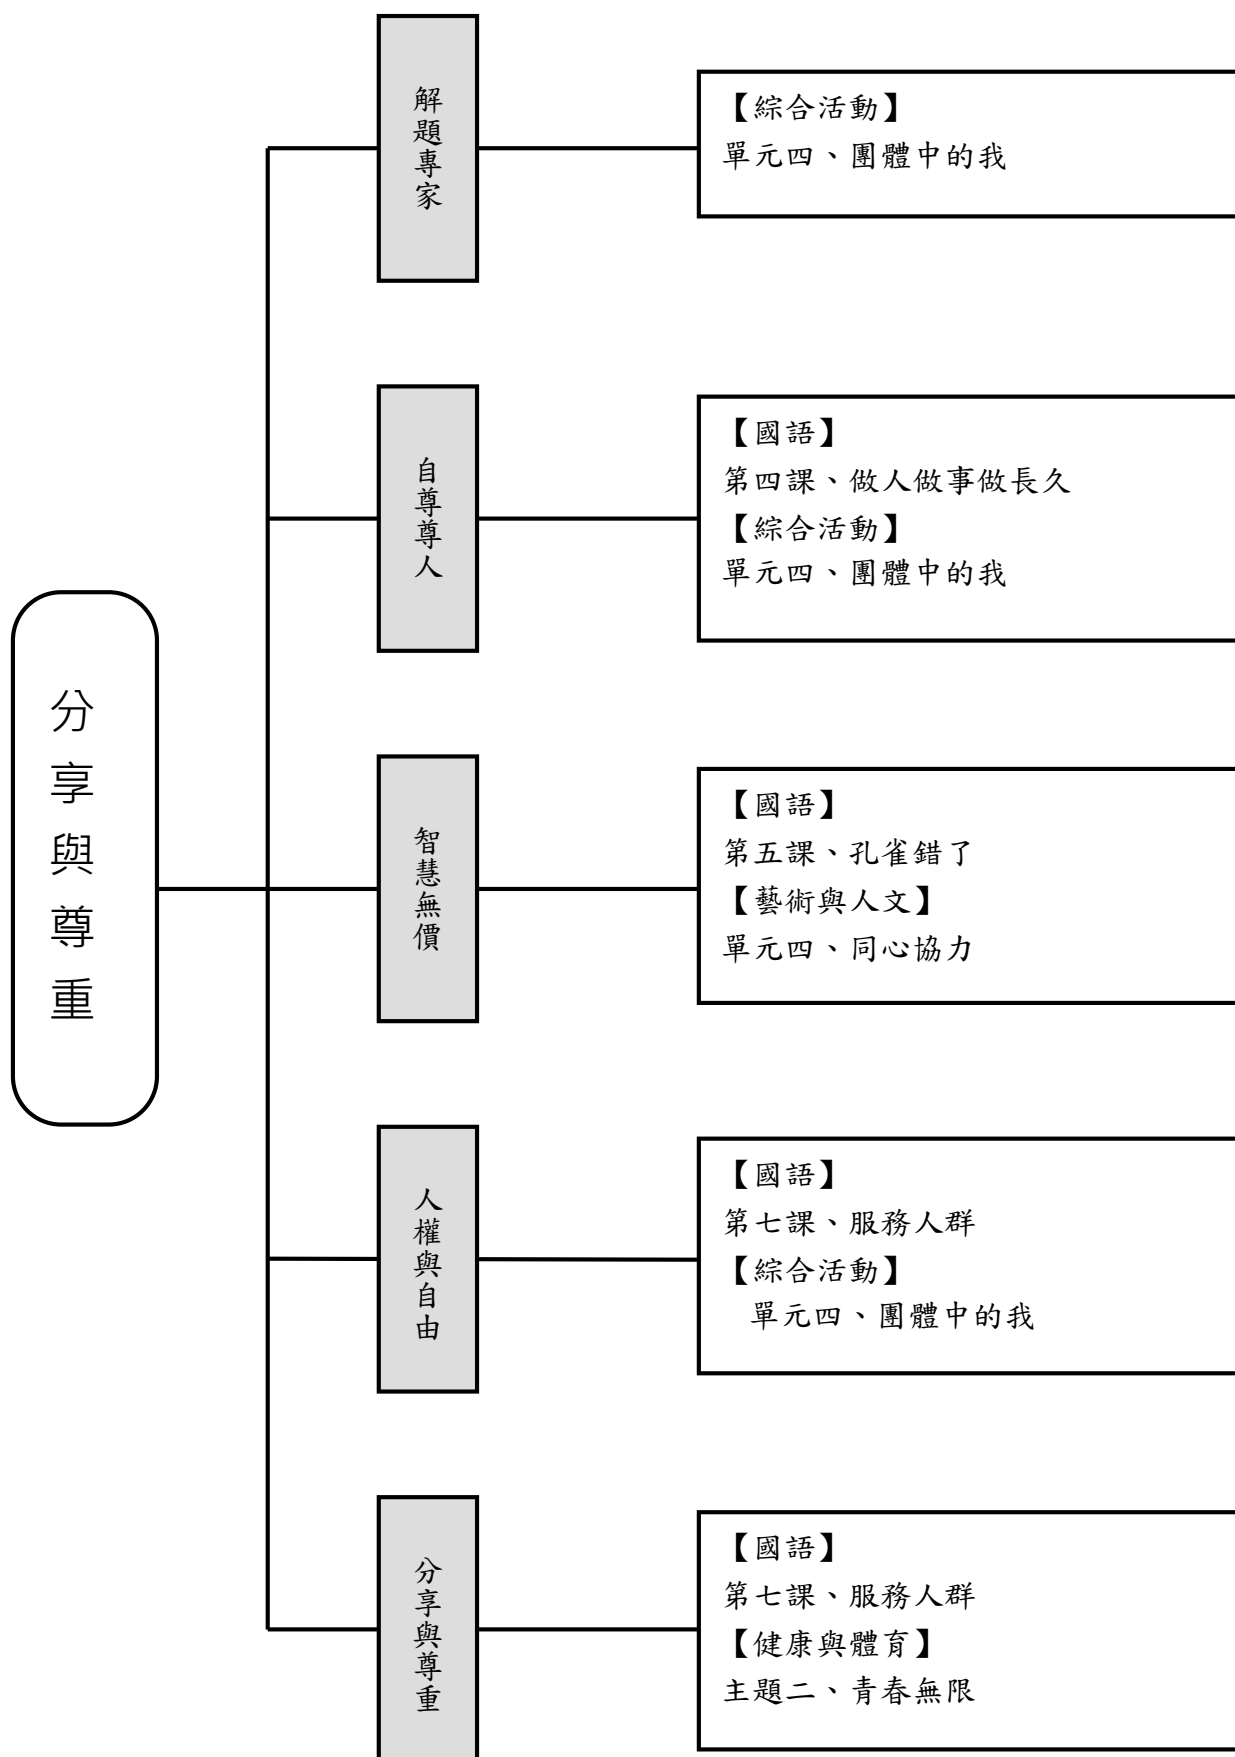 分享與尊重
解題專家
【綜合活動】
單元四、團體中的我
自尊尊人
【國語】
第四課、做人做事做長久
【綜合活動】
單元四、團體中的我
智慧無價
【國語】
第五課、孔雀錯了
【藝術與人文】
單元四、同心協力
人權與自由
【國語】
第七課、服務人群
【綜合活動】
單元四、團體中的我
分享與尊重
【國語】
第七課、服務人群
【健康與體育】
主題二、青春無限